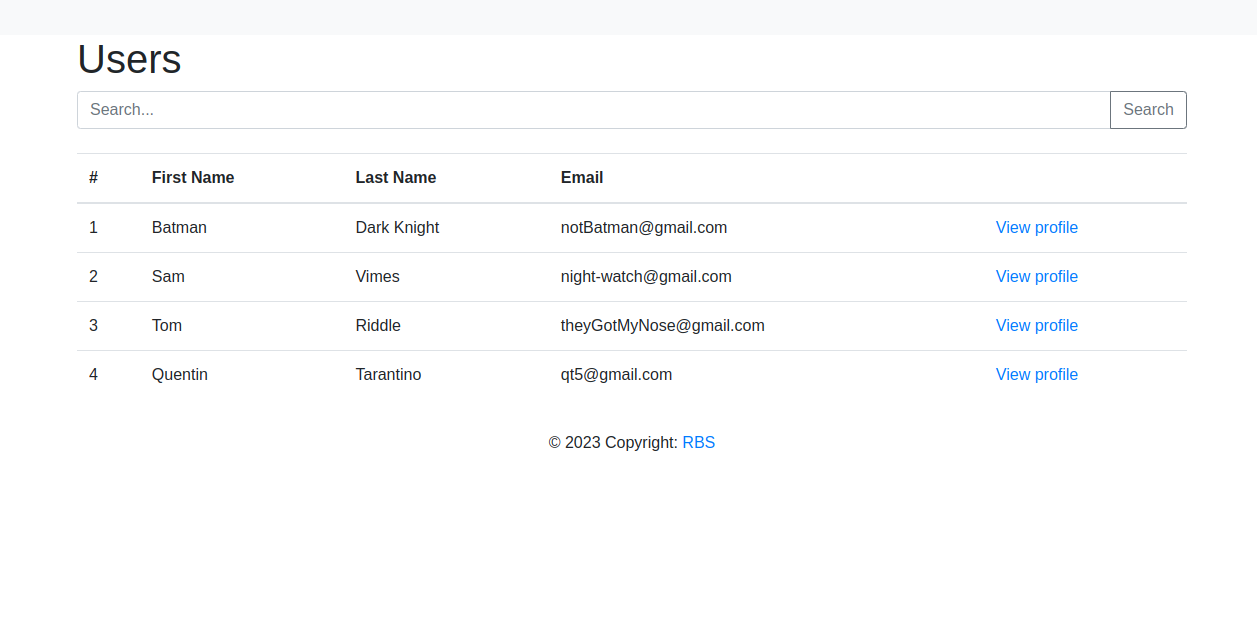 Users
Search...
Search
# First Name Last Name Email
1 Batman Dark Knight notBatman@gmail.com View profile
2 Sam Vimes night-watch@gmail.com View profile
3 Tom Riddle theyGotMyNose@gmail.com View profile
4 Quentin Tarantino qt5@gmail.com View profile
© 2023 Copyright: RBS